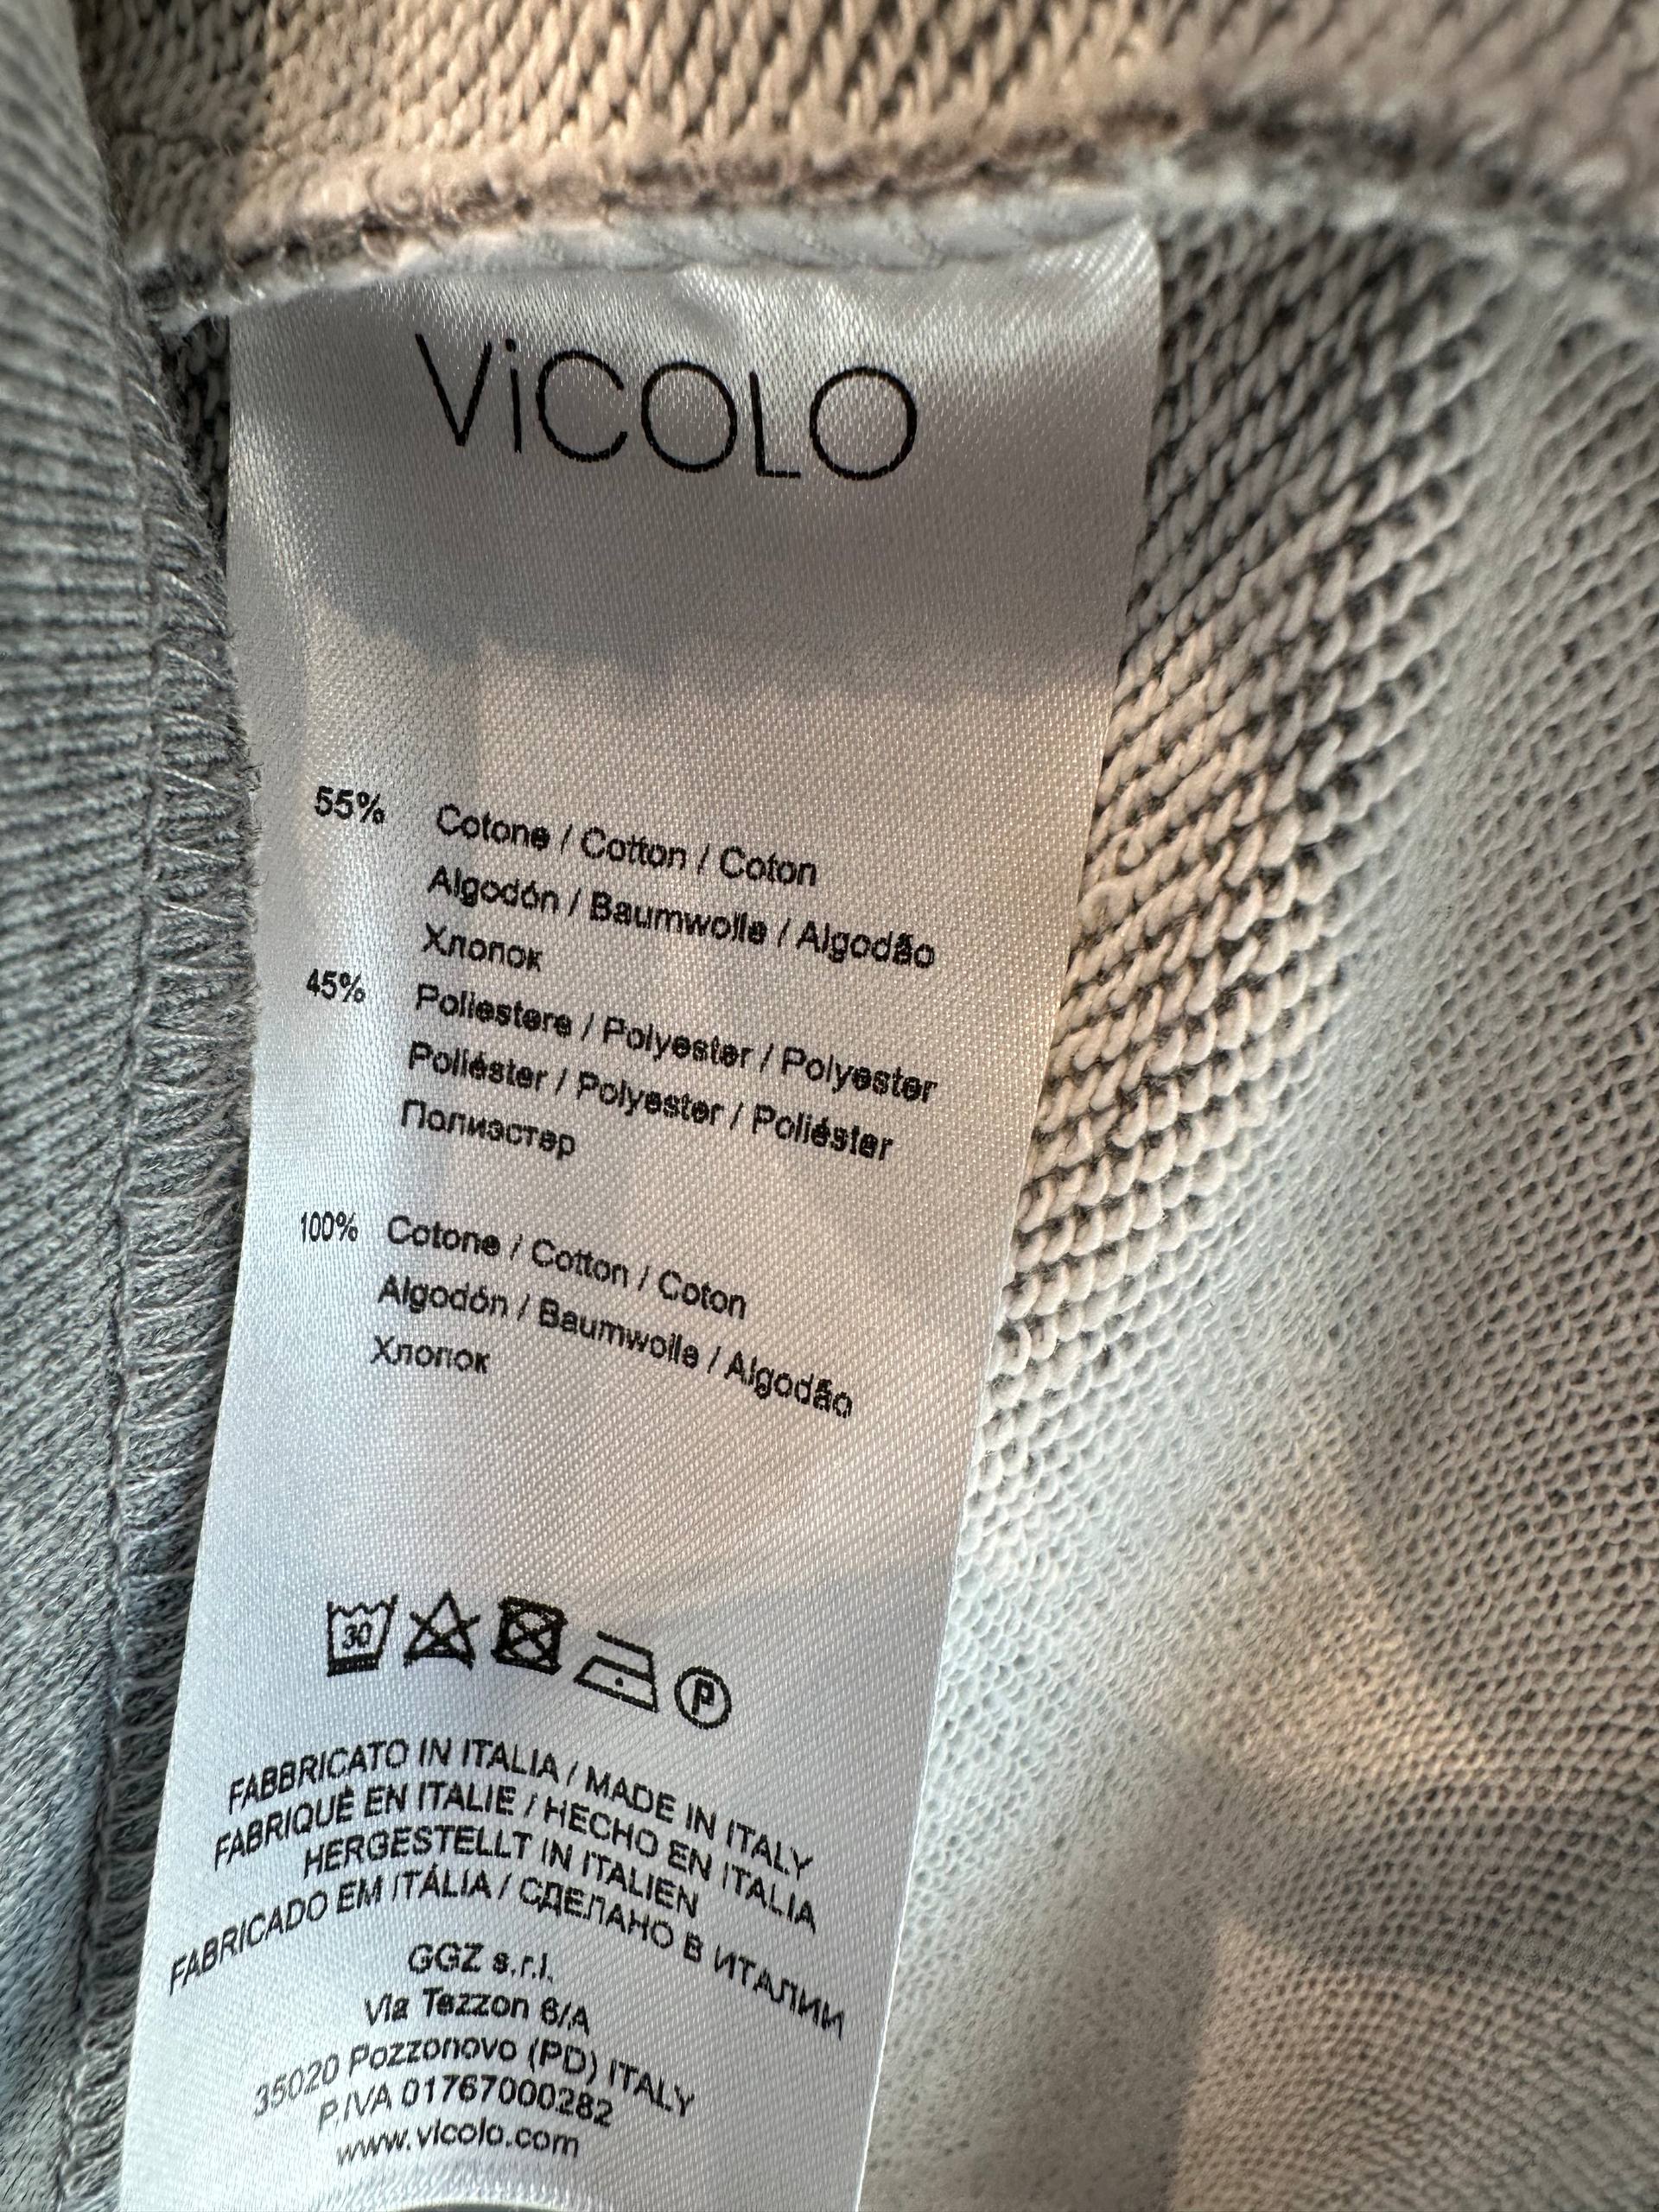 ViCOLO
55% Cotone / Cotton / Coton
Algodón / Baumwolle / Algodão
Хлопок
45% Poliestere / Polyester / Polyester
Poliéster / Polyester / Poliéster
Полиэстер
100% Cotone / Cotton / Coton
Algodón / Baumwolle / Algodão
Хлопок
30
P
FABBRICATO IN ITALIA / MADE IN ITALY
FABRIQUÉ EN ITALIE / HECHO EN ITALIA
HERGESTELLT IN ITALIEN
FABRICADO EM ITÁLIA / СДЕЛАНО В ИТАЛИИ
GGZ s.r.l.
Via Tezzon 6/A
35020 Pozzonovo (PD) ITALY
P.IVA 01767000282
www.vicolo.com